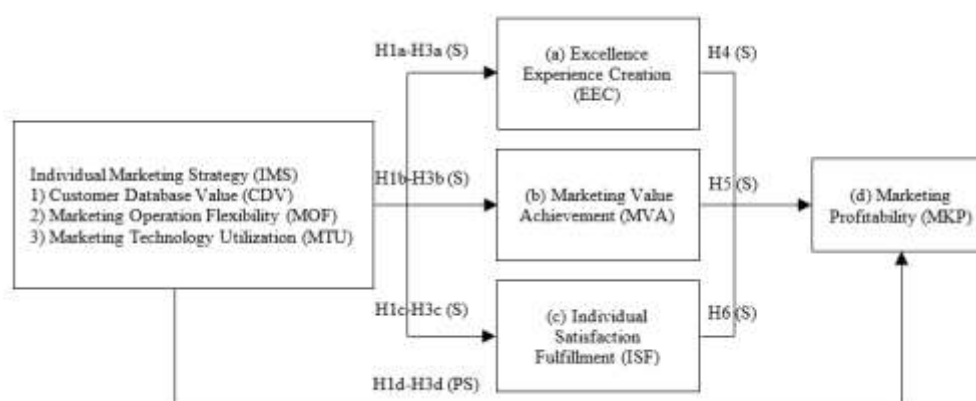 H1a-H3a (S)
(a) Excellence
Experience Creation
(EEC)
H4 (S)
Individual Marketing Strategy (IMS)
1) Customer Database Value (CDV)
2) Marketing Operation Flexibility (MOF)
3) Marketing Technology Utilization (MTU)
H1b-H3b (S)
(b) Marketing Value
Achievement (MVA)
H5 (S)
(d) Marketing
Profitability (MKP)
H1c-H3c (S)
(c) Individual
Satisfaction
Fulfillment (ISF)
H6 (S)
H1d-H3d (PS)